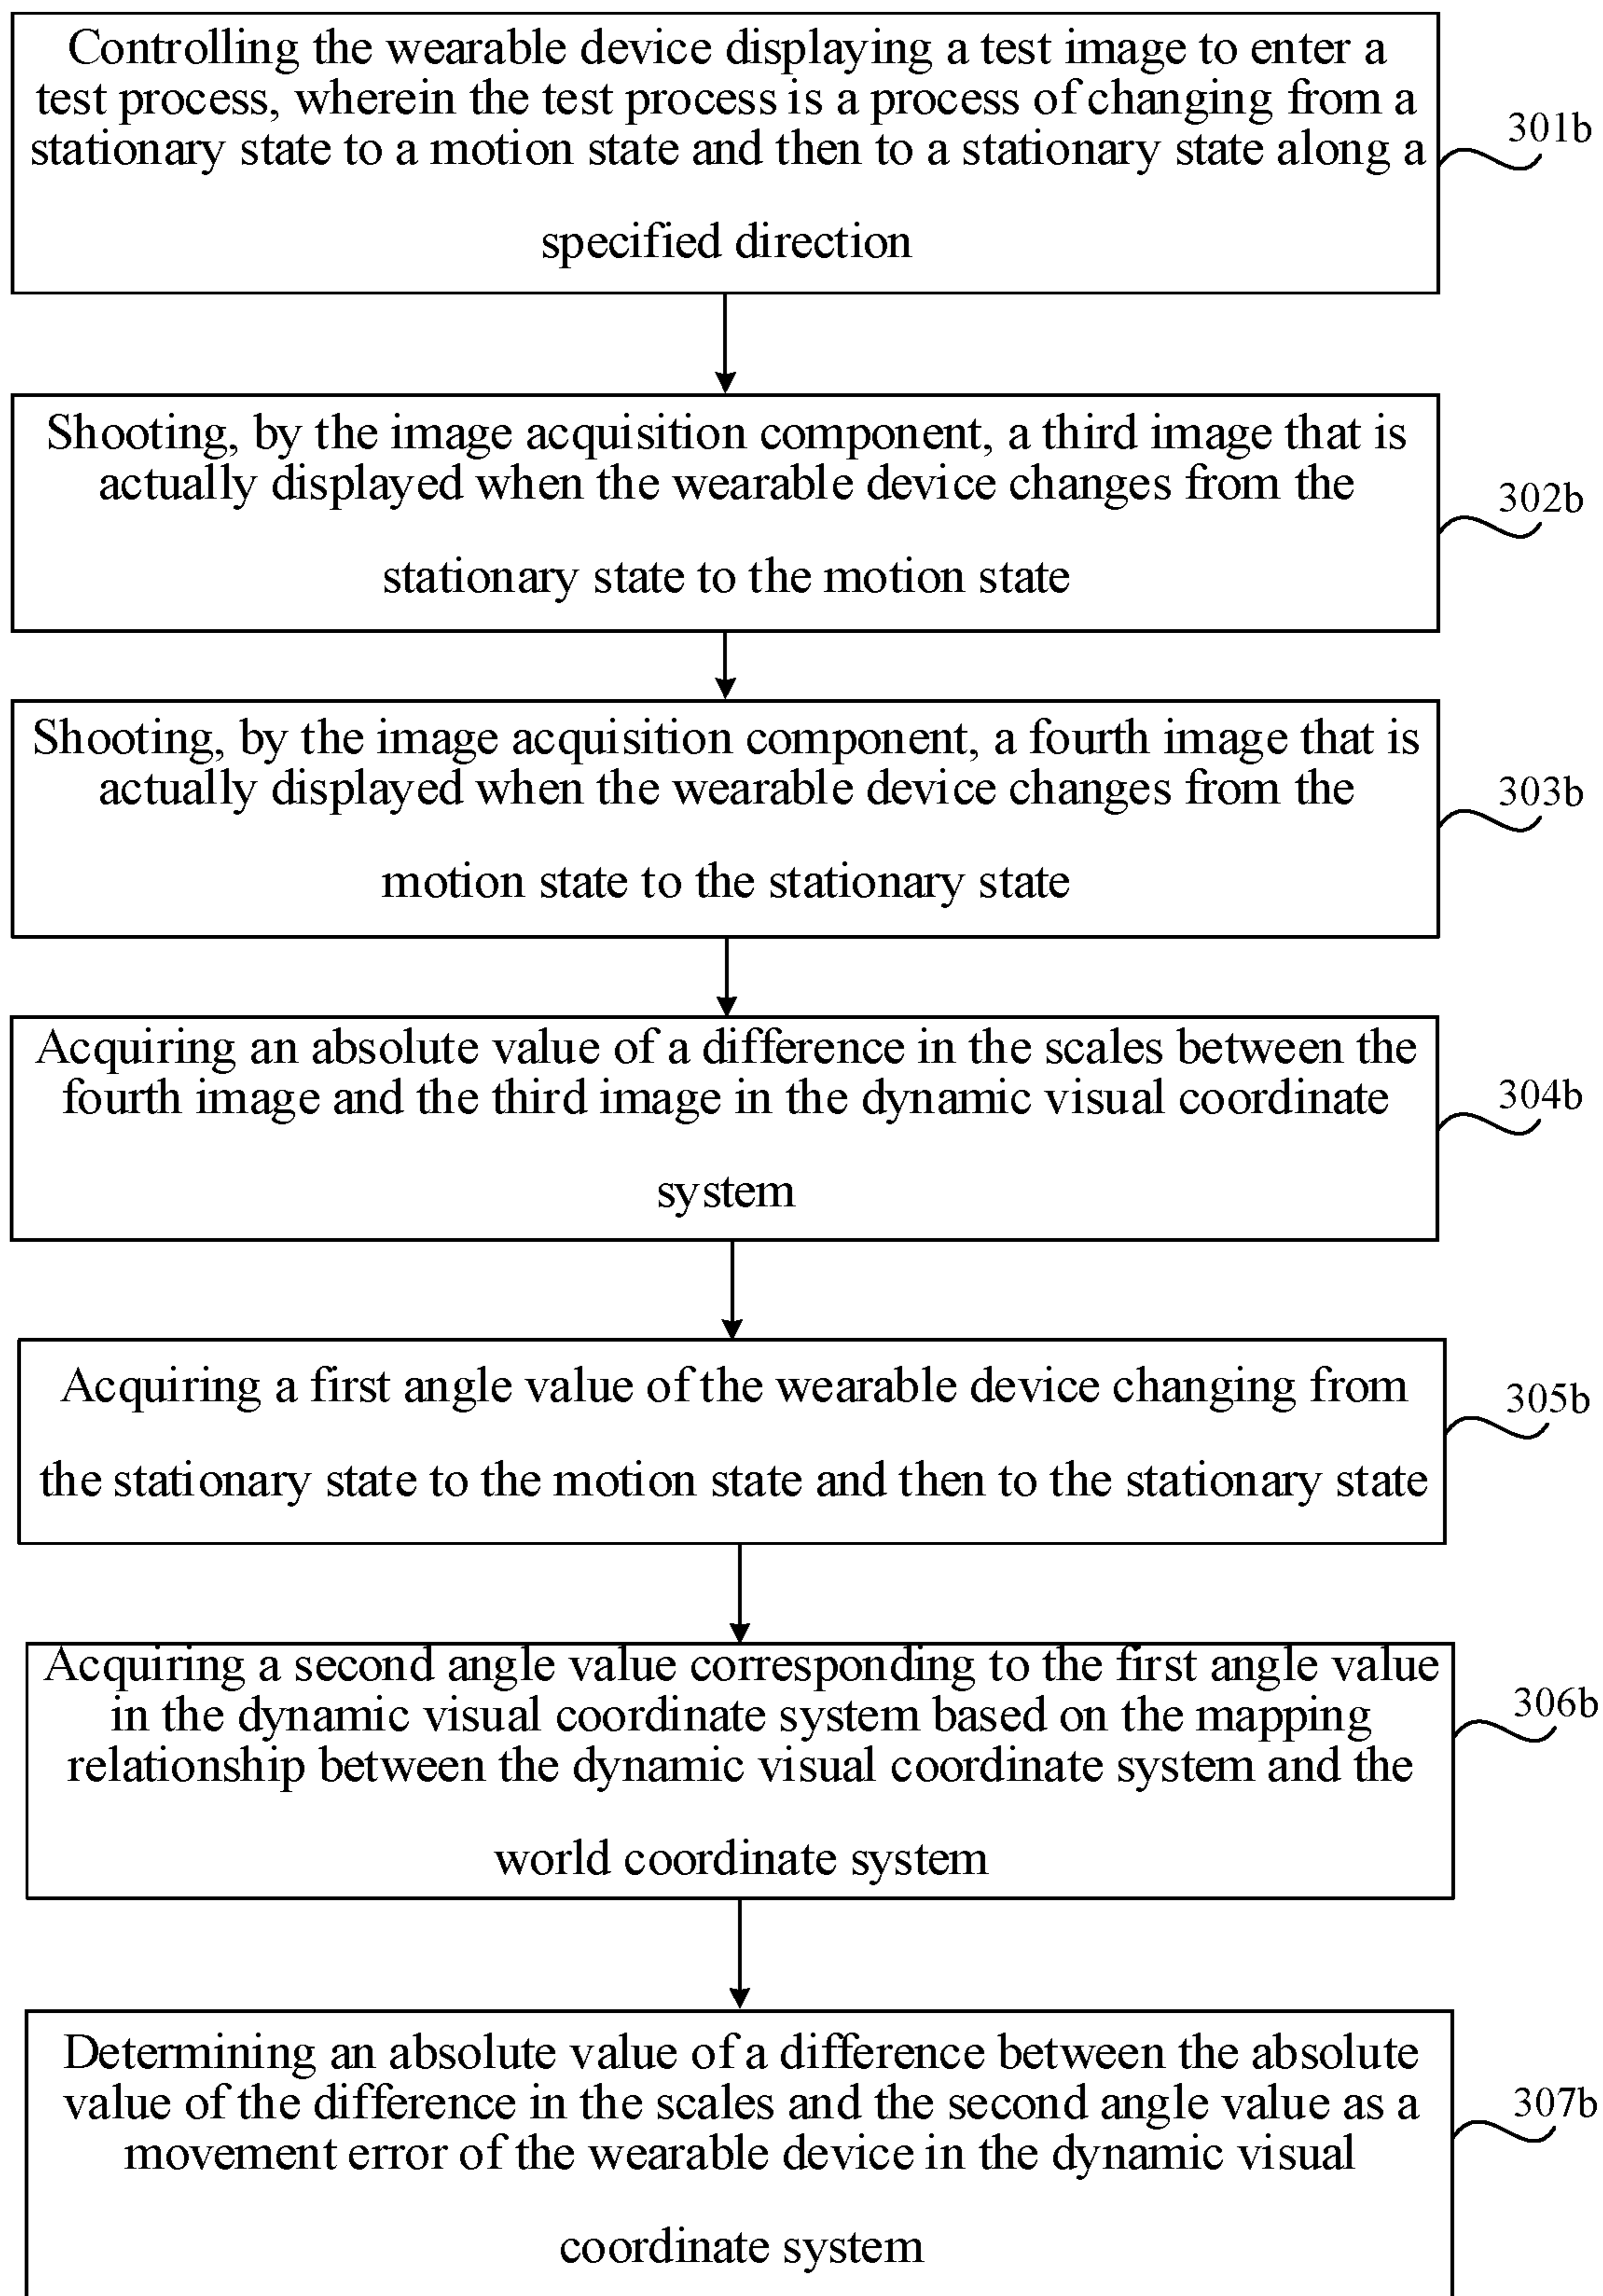 Controlling the wearable device displaying a test image to enter a
test process, wherein the test process is a process of changing from a
stationary state to a motion state and then to a stationary state along a
specified direction
301b
Shooting, by the image acquisition component, a third image that is
actually displayed when the wearable device changes from the
stationary state to the motion state
302b
Shooting, by the image acquisition component, a fourth image that is
actually displayed when the wearable device changes from the
motion state to the stationary state
303b
Acquiring an absolute value of a difference in the scales between the
fourth image and the third image in the dynamic visual coordinate
system
304b
Acquiring a first angle value of the wearable device changing from
the stationary state to the motion state and then to the stationary state
305b
Acquiring a second angle value corresponding to the first angle value
in the dynamic visual coordinate system based on the mapping
relationship between the dynamic visual coordinate system and the
world coordinate system
306b
Determining an absolute value of a difference between the absolute
value of the difference in the scales and the second angle value as a
movement error of the wearable device in the dynamic visual
coordinate system
307b